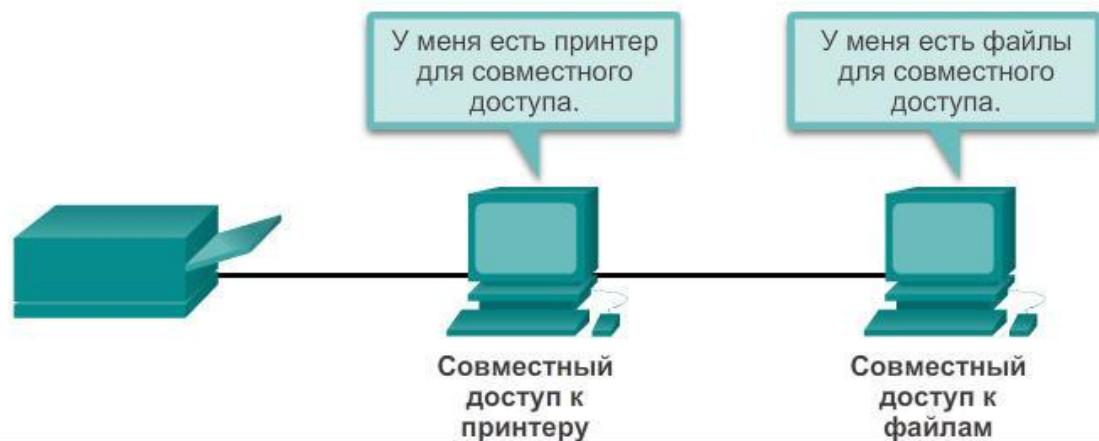 У меня есть принтер
для совместного
доступа.
У меня есть файлы
для совместного
доступа.
Совместный
доступ к
принтеру
Совместный
доступ к
файлам